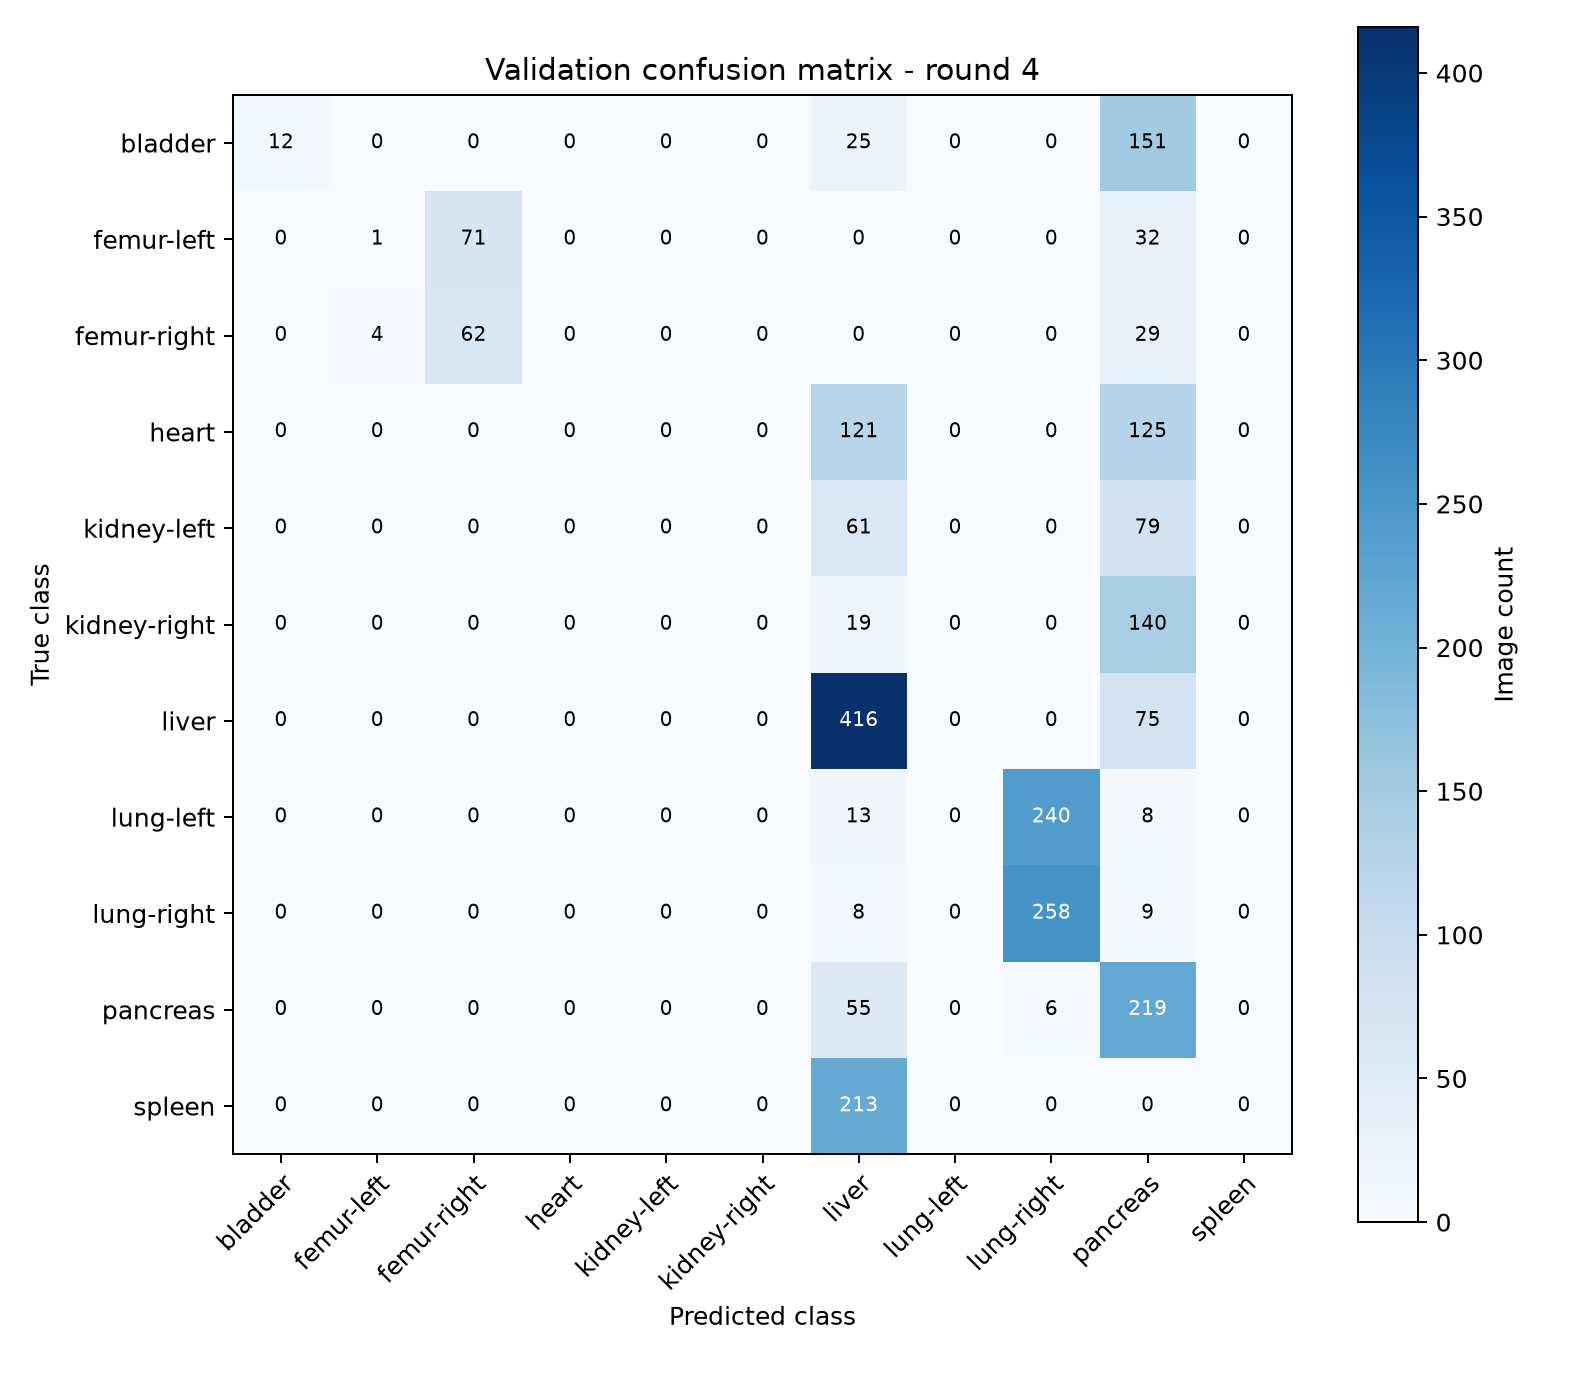 Validation confusion matrix - round 4
bladder 12 0 0 0 0 0 25 0 0 151 0
femur-left 0 1 71 0 0 0 0 0 0 32 0
femur-right 0 4 62 0 0 0 0 0 0 29 0
heart 0 0 0 0 0 0 121 0 0 125 0
kidney-left 0 0 0 0 0 0 61 0 0 79 0
kidney-right 0 0 0 0 0 0 19 0 0 140 0
liver 0 0 0 0 0 0 416 0 0 75 0
lung-left 0 0 0 0 0 0 13 0 240 8 0
lung-right 0 0 0 0 0 0 8 0 258 9 0
pancreas 0 0 0 0 0 0 55 0 6 219 0
spleen 0 0 0 0 0 0 213 0 0 0 0
True class
bladder femur-left femur-right heart kidney-left kidney-right liver lung-left lung-right pancreas spleen
Predicted class
400
350
300
250
200
150
100
50
0
Image count